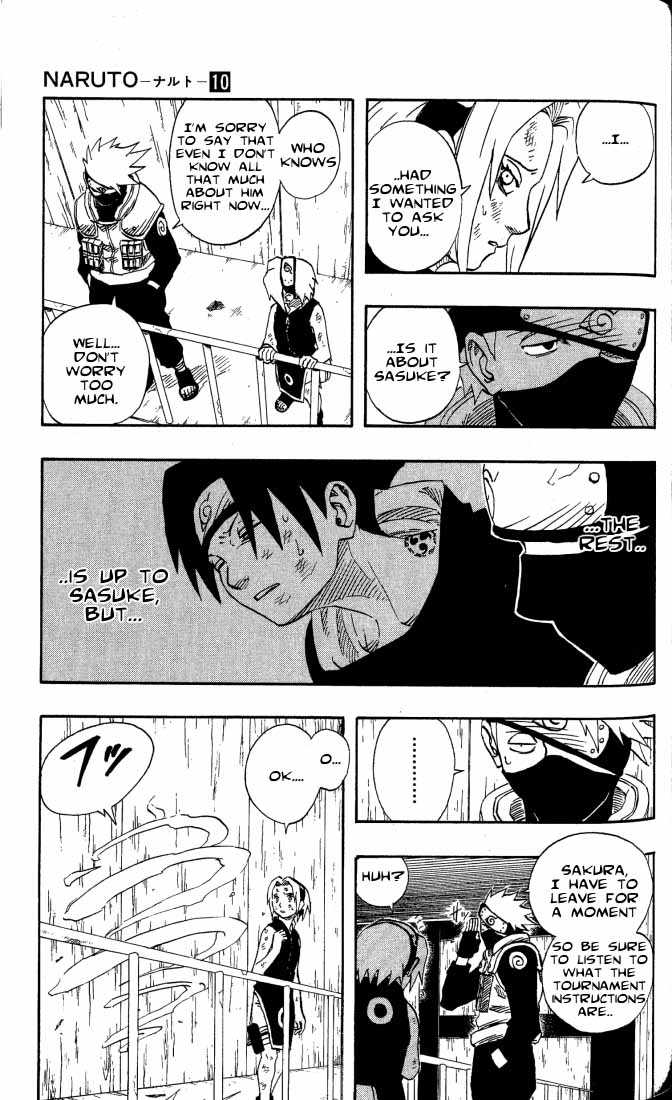 NARUTO—ナルト—10
...I...
..HAD
SOMETHING
I WANTED
TO ASK
YOU...
...IS IT
ABOUT
SASUKE?
WHO
KNOWS
I'M SORRY
TO SAY THAT
EVEN I DON'T
KNOW ALL
THAT MUCH
ABOUT HIM
RIGHT NOW...
WELL...
DON'T
WORRY
TOO
MUCH.
...THE
REST..
..IS UP TO
SASUKE,
BUT...
.........
SAKURA,
I HAVE TO
LEAVE FOR
A MOMENT
SO BE SURE
TO LISTEN TO
WHAT THE
TOURNAMENT
INSTRUCTIONS
ARE..
HUH?
O...
OK....
フッ